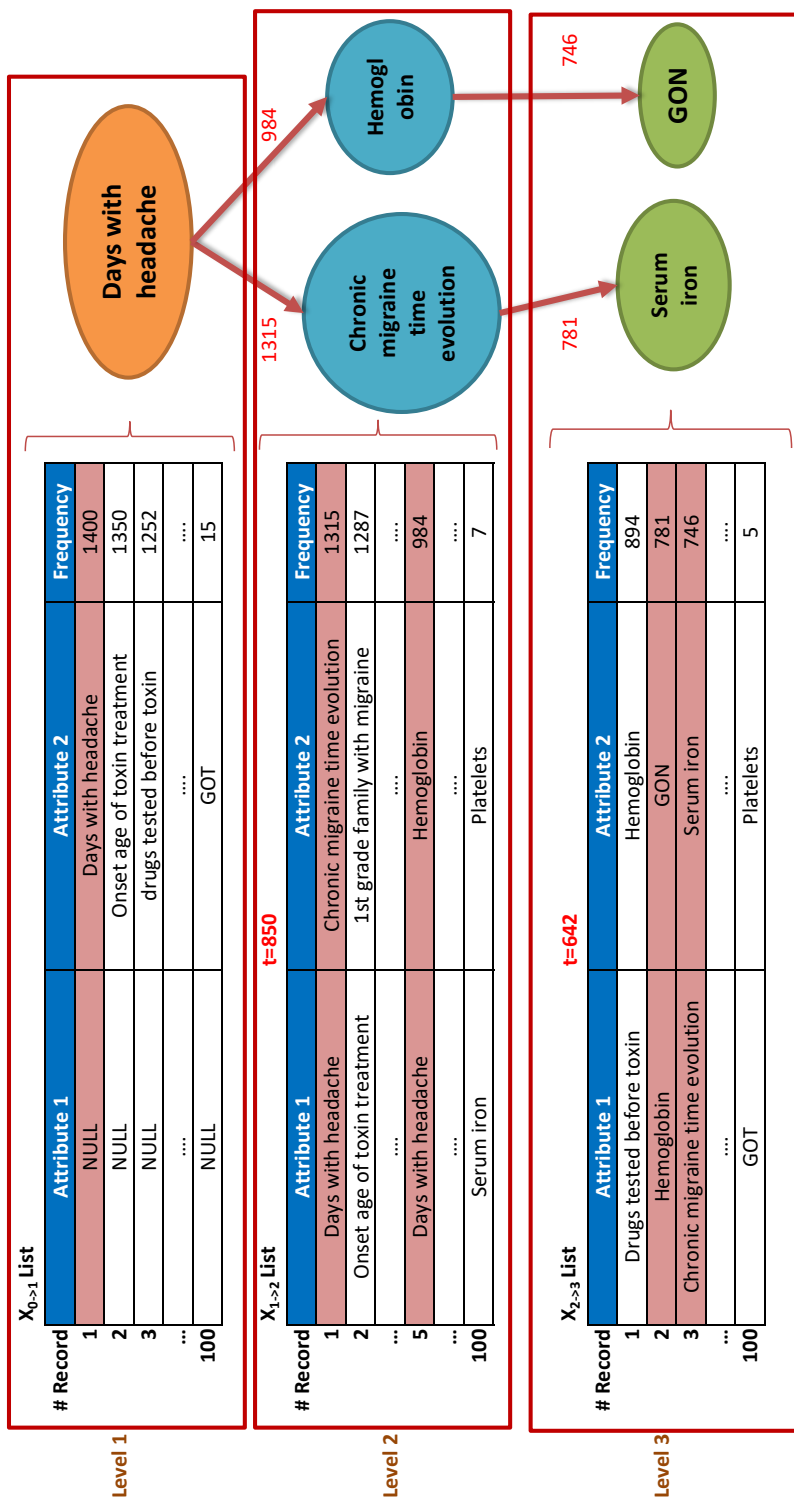 Level 1
X0->1 List
# Record Attribute 1 Attribute 2 Frequency
1 NULL Days with headache 1400
2 NULL Onset age of toxin treatment 1350
3 NULL drugs tested before toxin 1252
... .... .... ....
100 NULL GOT 15
Days with
headache
Level 2
X1->2 List
t=850
# Record Attribute 1 Attribute 2 Frequency
1 Days with headache Chronic migraine time evolution 1315
2 Onset age of toxin treatment 1st grade family with migraine 1287
... .... .... ....
5 Days with headache Hemoglobin 984
... .... .... ....
100 Serum iron Platelets 7
1315
984
Chronic
migraine
time
evolution
Hemogl
obin
Level 3
X2->3 List
t=642
# Record Attribute 1 Attribute 2 Frequency
1 Drugs tested before toxin Hemoglobin 894
2 Hemoglobin GON 781
3 Chronic migraine time evolution Serum iron 746
... .... .... ....
100 GOT Platelets 5
781
746
Serum
iron
GON